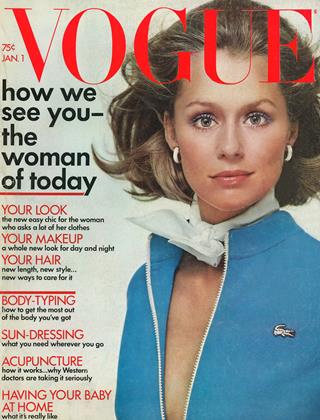 VOGUE
75¢
JAN. 1
how we
see you–
the
woman
of today
YOUR LOOK
the new easy chic for the woman
who asks a lot of her clothes
YOUR MAKEUP
a whole new look for day and night
YOUR HAIR
new length, new style...
new ways to care for it
BODY-TYPING
how to get the most out
of the body you've got
SUN-DRESSING
what you need wherever you go
ACUPUNCTURE
how it works...why Western
doctors are taking it seriously
HAVING YOUR BABY
AT HOME
what it's really like